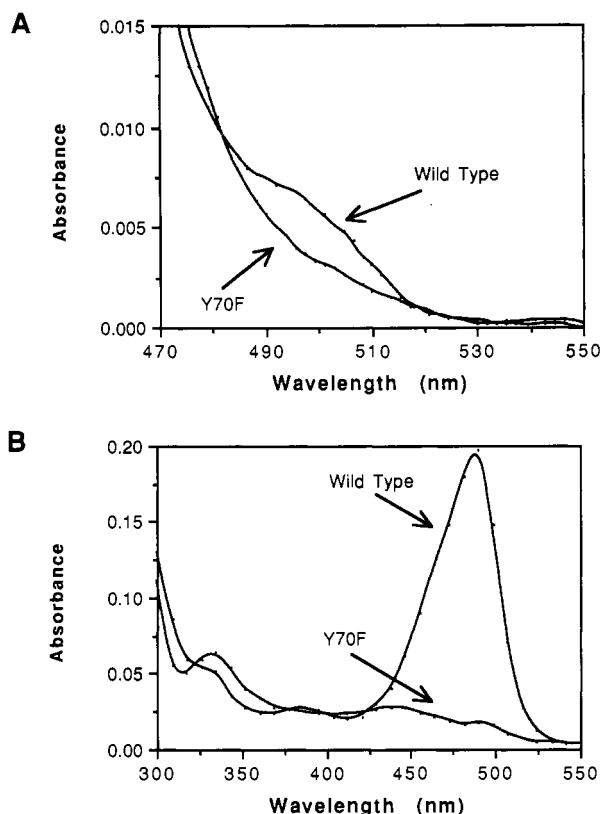 A
0.015
0.010
0.005
0.000
Absorbance
Wild Type
Y70F
470 490 510 530 550
Wavelength (nm)
B
0.20
0.15
0.10
0.05
0.00
Absorbance
Wild Type
Y70F
300 350 400 450 500 550
Wavelength (nm)